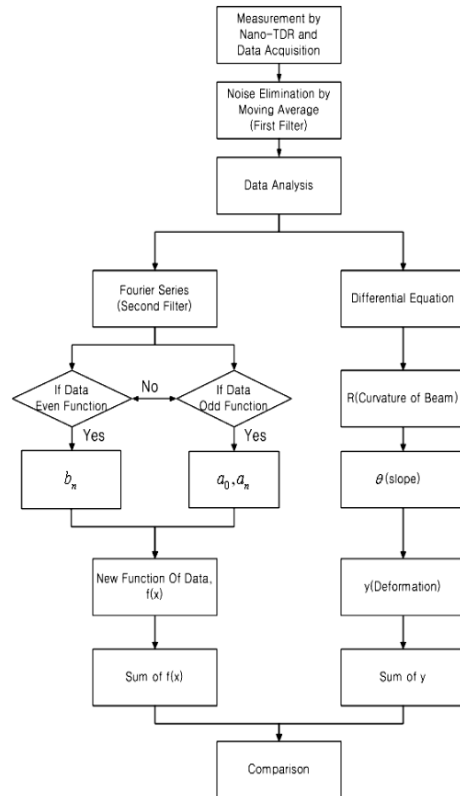 Measurement by
Nano-TDR and
Data Acquisition
Noise Elimination by
Moving Average
(First Filter)
Data Analysis
Fourier Series
(Second Filter)
Differential Equation
If Data
Even Function
No
If Data
Odd Function
R(Curvature of Beam)
Yes
Yes
b_n
a_0, a_n
θ(slope)
New Function Of Data,
f(x)
y(Deformation)
Sum of f(x)
Sum of y
Comparison